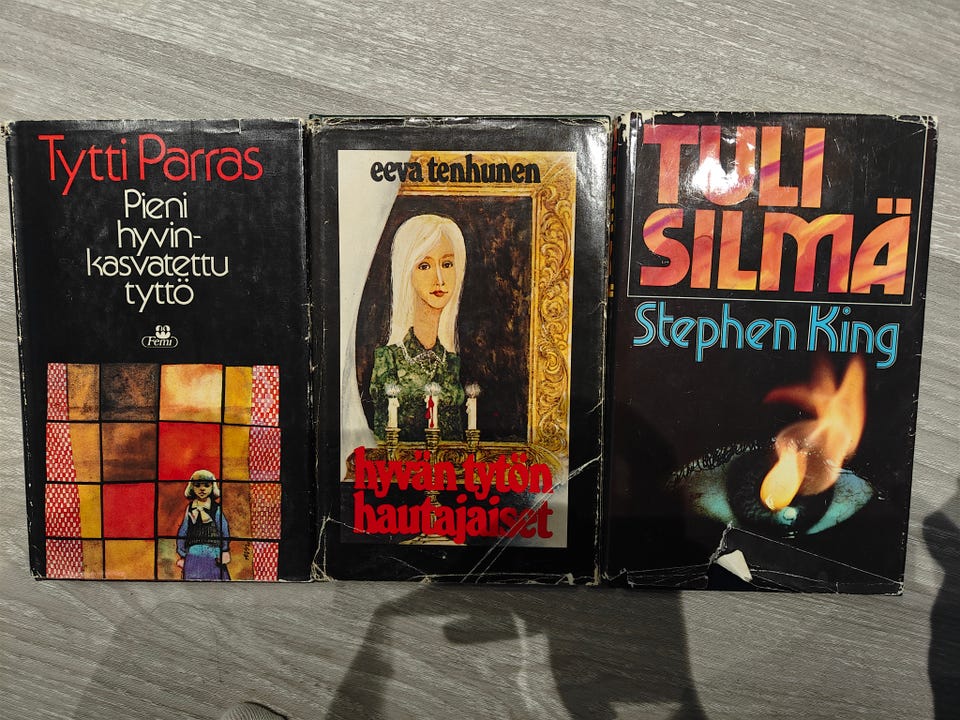 Tytti Parras
Pieni
hyvin-
kasvatettu
tyttö
Femi
eeva tenhunen
hyvän tytön
hautajaiset
TULI
SILMÄ
Stephen King